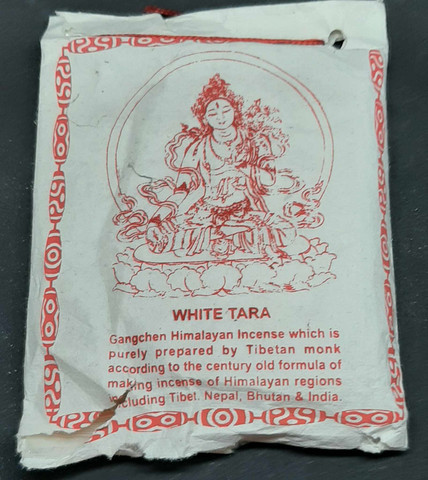 WHITE TARA
Gangchen Himalayan Incense which is
purely prepared by Tibetan monk
according to the century old formula of
making incense of Himalayan regions
including Tibet. Nepal, Bhutan & India.